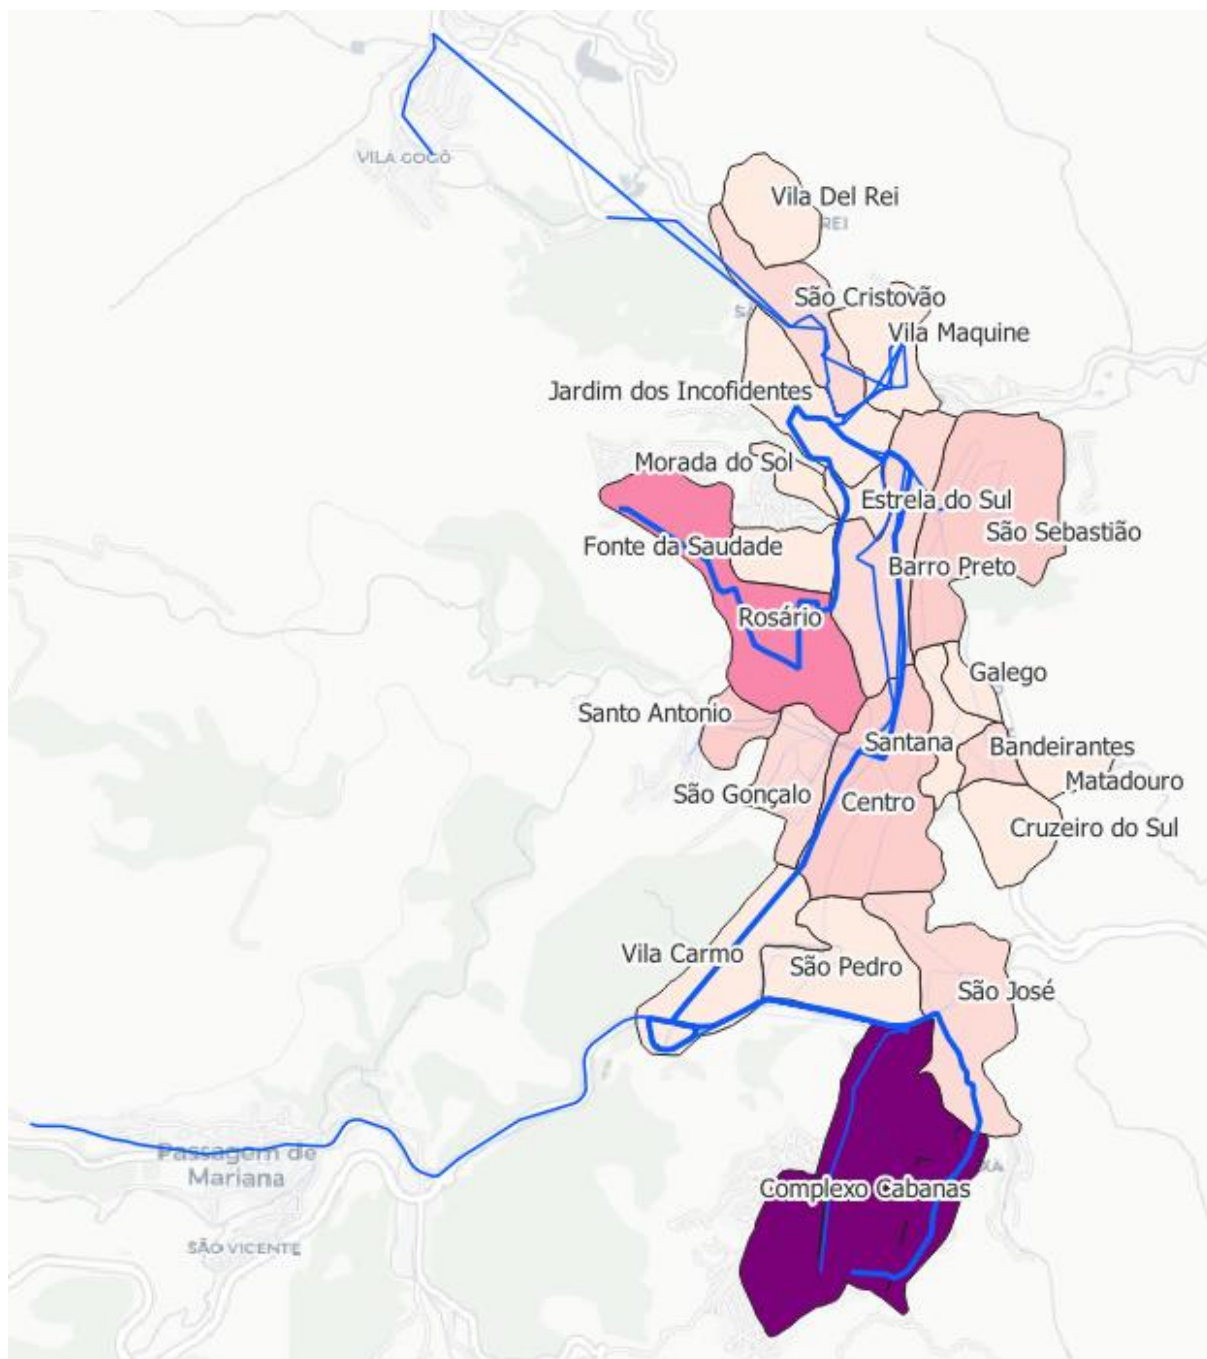 VILA GOGÔ
Vila Del Rei
REI
São Cristovão
Vila Maquine
Jardim dos Incofidentes
Morada do Sol
Estrela do Sul
São Sebastião
Fonte da Saudade
Barro Preto
Rosário
Galego
Santo Antonio
Santana
Bandeirantes
Matadouro
São Gonçalo
Centro
Cruzeiro do Sul
Vila Carmo
São Pedro
São José
Passagem de
Mariana
XA
Complexo Cabanas
SÃO VICENTE